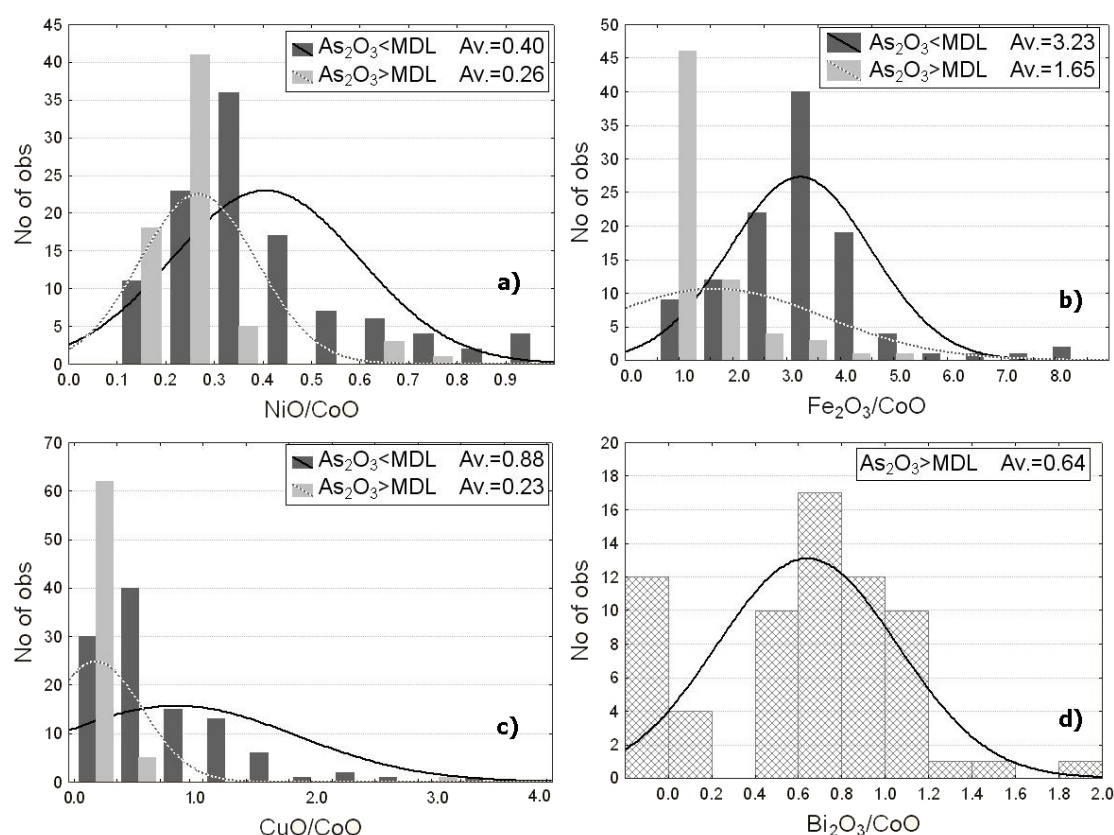 45
40
35
30
25
20
15
10
5
0
No of obs
As₂O₃<MDL Av.=0.40
As₂O₃>MDL Av.=0.26
a)
0.0 0.1 0.2 0.3 0.4 0.5 0.6 0.7 0.8 0.9
NiO/CoO
50
45
40
35
30
25
20
15
10
5
0
No of obs
As₂O₃<MDL Av.=3.23
As₂O₃>MDL Av.=1.65
b)
0.0 1.0 2.0 3.0 4.0 5.0 6.0 7.0 8.0
Fe₂O₃/CoO
70
60
50
40
30
20
10
0
No of obs
As₂O₃<MDL Av.=0.88
As₂O₃>MDL Av.=0.23
c)
0.0 1.0 2.0 3.0 4.0
CuO/CoO
20
18
16
14
12
10
8
6
4
2
0
No of obs
As₂O₃>MDL Av.=0.64
d)
0.0 0.2 0.4 0.6 0.8 1.0 1.2 1.4 1.6 1.8 2.0
Bi₂O₃/CoO